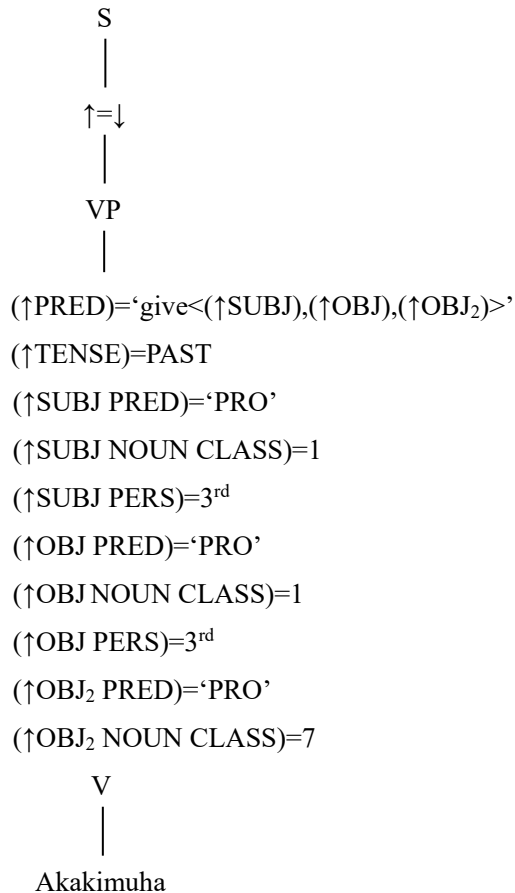 S
↑=↓
VP
(↑PRED)=‘give<(↑SUBJ),(↑OBJ),(↑OBJ₂)>’
(↑TENSE)=PAST
(↑SUBJ PRED)=‘PRO’
(↑SUBJ NOUN CLASS)=1
(↑SUBJ PERS)=3ʳᵈ
(↑OBJ PRED)=‘PRO’
(↑OBJ NOUN CLASS)=1
(↑OBJ PERS)=3ʳᵈ
(↑OBJ₂ PRED)=‘PRO’
(↑OBJ₂ NOUN CLASS)=7
V
Akakimuha